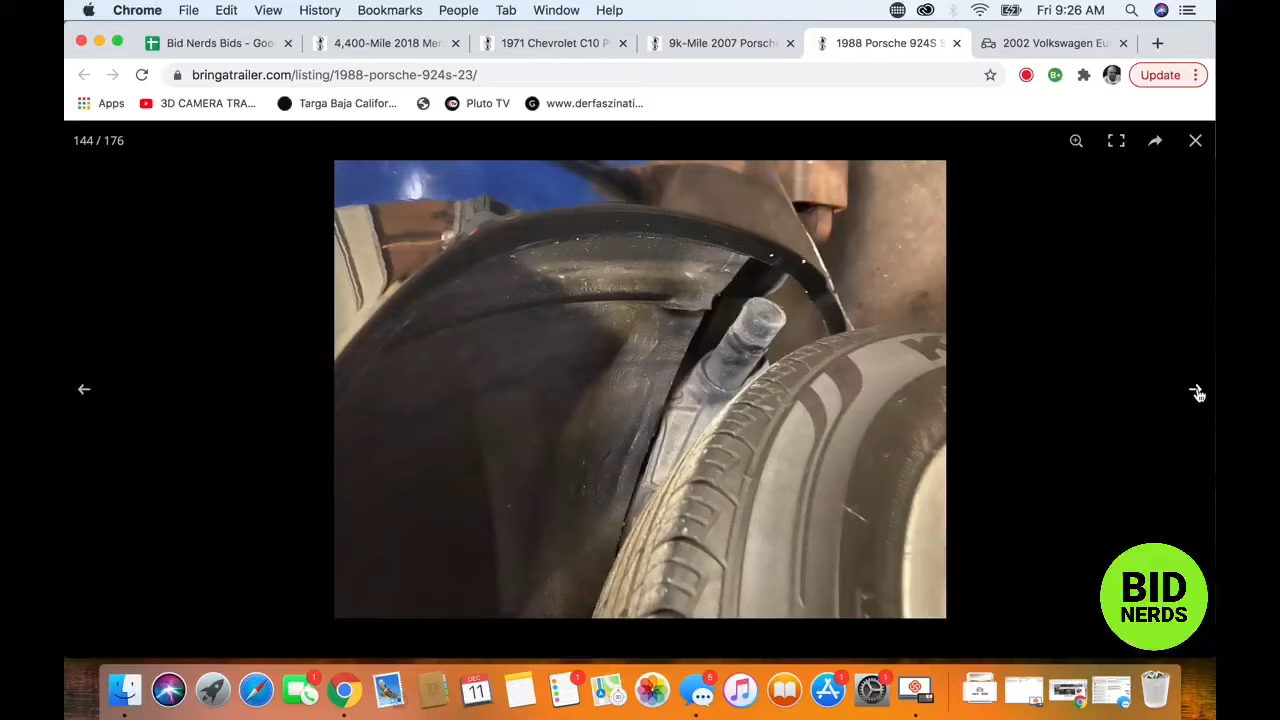 Chrome File Edit View History Bookmarks People Tab Window Help Fri 9:26 AM
Bid Nerds Bids - Goo 4,400-Mile 2018 Mer 1971 Chevrolet C10 P 9k-Mile 2007 Porsche 1988 Porsche 924S S 2002 Volkswagen Eu
bringatrailer.com/listing/1988-porsche-924s-23/ Update
Apps 3D CAMERA TRA... Targa Baja Califor... Pluto TV www.derfaszinati...
144 / 176
BID
NERDS
DEC
11